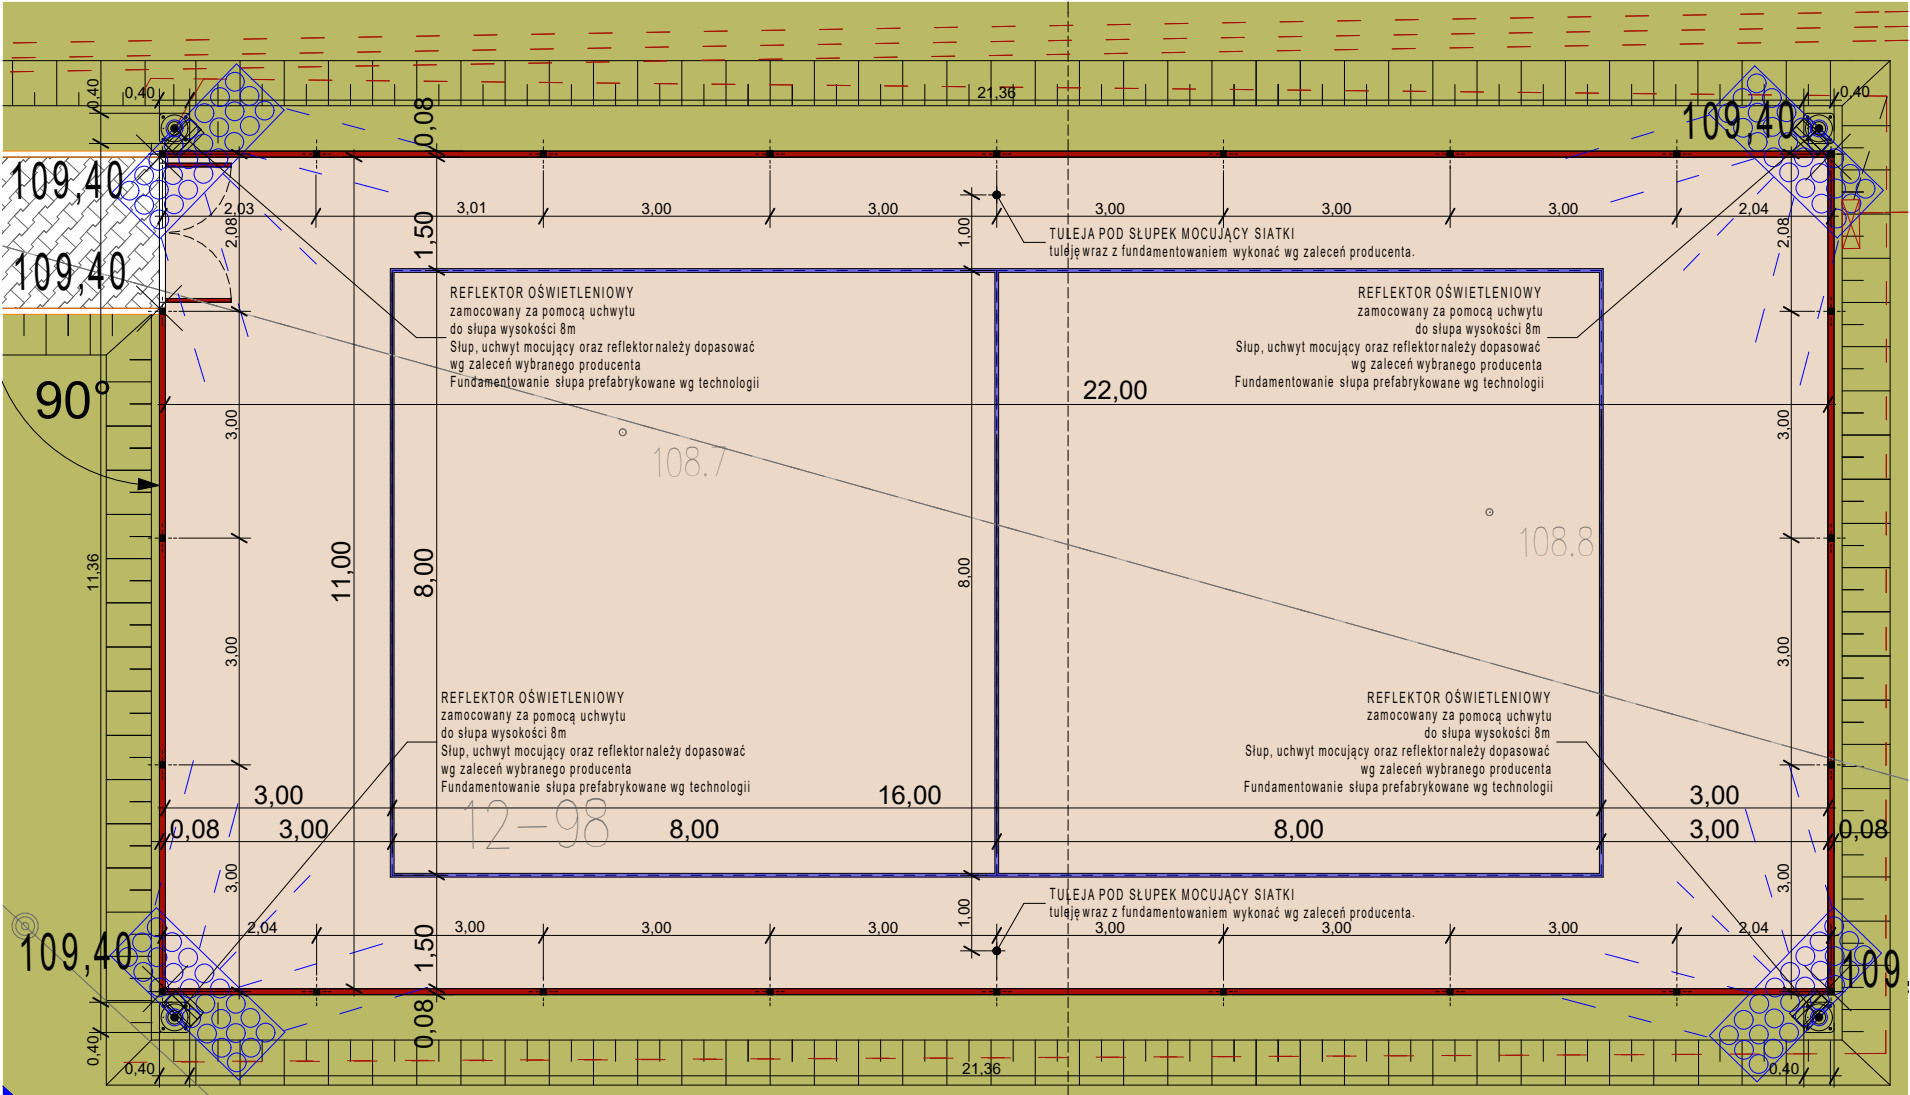 0,40
0,40
0,08
21,36
0,40
109,40
109,40
2,03
3,01
3,00
3,00
3,00
3,00
3,00
2,04
2,08
1,50
1,00
2,08
TULEJA POD SŁUPEK MOCUJĄCY SIATKI
tuleję wraz z fundamentowaniem wykonać wg zaleceń producenta.
109,40
REFLEKTOR OŚWIETLENIOWY
zamocowany za pomocą uchwytu
do słupa wysokości 8m
Słup, uchwyt mocujący oraz reflektor należy dopasować
wg zaleceń wybranego producenta
Fundamentowanie słupa prefabrykowane wg technologii
REFLEKTOR OŚWIETLENIOWY
zamocowany za pomocą uchwytu
do słupa wysokości 8m
Słup, uchwyt mocujący oraz reflektor należy dopasować
wg zaleceń wybranego producenta
Fundamentowanie słupa prefabrykowane wg technologii
90°
22,00
3,00
3,00
108.7
108.8
11,36
11,00
8,00
8,00
3,00
3,00
REFLEKTOR OŚWIETLENIOWY
zamocowany za pomocą uchwytu
do słupa wysokości 8m
Słup, uchwyt mocujący oraz reflektor należy dopasować
wg zaleceń wybranego producenta
Fundamentowanie słupa prefabrykowane wg technologii
REFLEKTOR OŚWIETLENIOWY
zamocowany za pomocą uchwytu
do słupa wysokości 8m
Słup, uchwyt mocujący oraz reflektor należy dopasować
wg zaleceń wybranego producenta
Fundamentowanie słupa prefabrykowane wg technologii
3,00
16,00
3,00
12-98
0,08
3,00
8,00
8,00
3,00
0,08
3,00
3,00
TULEJA POD SŁUPEK MOCUJĄCY SIATKI
tuleję wraz z fundamentowaniem wykonać wg zaleceń producenta.
1,00
2,04
3,00
3,00
3,00
3,00
3,00
3,00
2,04
109,40
1,50
109,
0,08
0,40
0,40
21,36
0,40